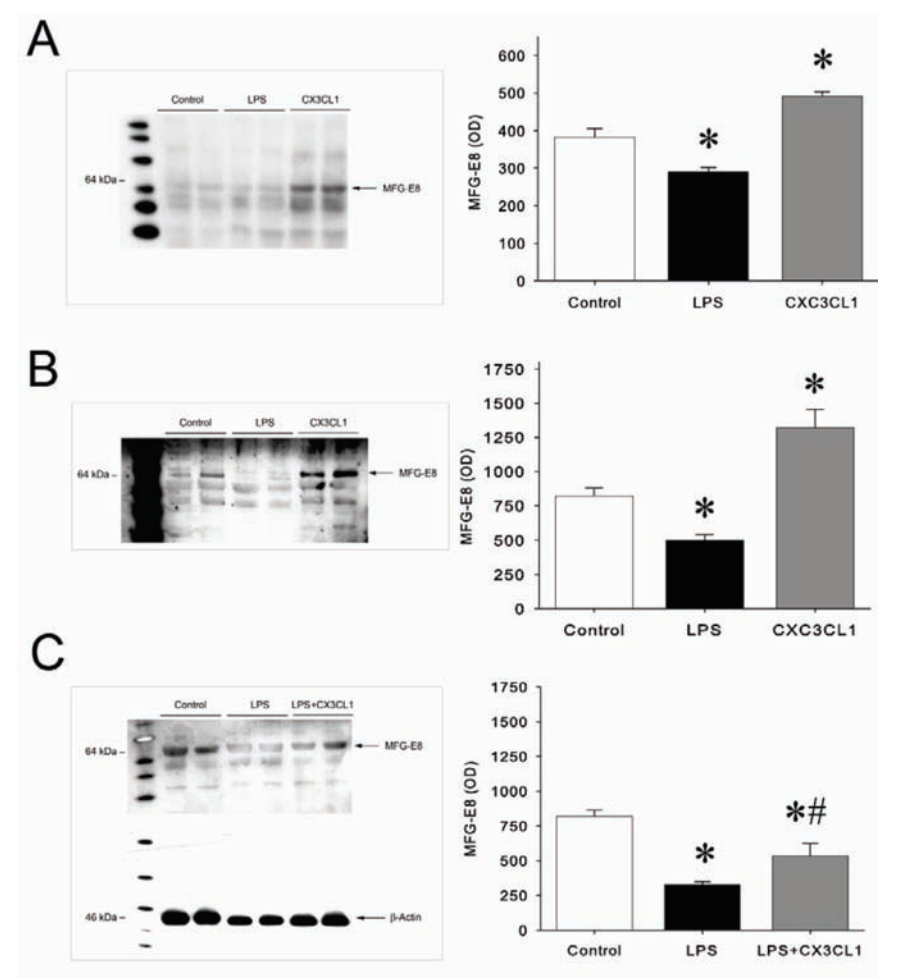 A
Control LPS CX3CL1
64 kDa
MFG-E8
MFG-E8 (OD)
600
500
400
300
200
100
0
*
*
Control LPS CXC3CL1
B
Control LPS CX3CL1
64 kDa
MFG-E8
MFG-E8 (OD)
1750
1500
1250
1000
750
500
250
0
*
*
Control LPS CXC3CL1
C
Control LPS LPS+CX3CL1
64 kDa
MFG-E8
46 kDa
β-Actin
MFG-E8 (OD)
1750
1500
1250
1000
750
500
250
0
*
*#
Control LPS LPS+CX3CL1